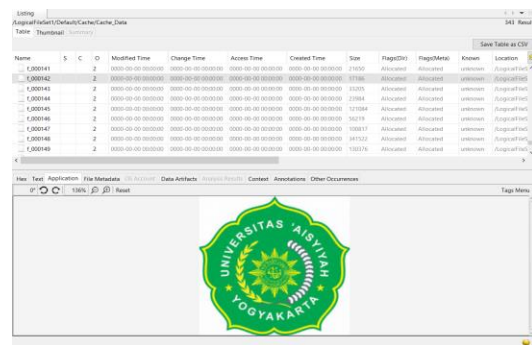 Listing
/LogicalFileSet1/Default/Cache/Cache_Data 343 Resul
Table Thumbnail Summary
Save Table as CSV
Name S C O Modified Time Change Time Access Time Created Time Size Flags(Dir) Flags(Meta) Known Location
f_000141 2 0000-00-00 00:00:00 0000-00-00 00:00:00 0000-00-00 00:00:00 0000-00-00 00:00:00 Allocated Allocated unknown /LogicalFileS
f_000142 2 0000-00-00 00:00:00 0000-00-00 00:00:00 0000-00-00 00:00:00 0000-00-00 00:00:00 17186 Allocated Allocated unknown /LogicalFileS
f_000143 2 0000-00-00 00:00:00 0000-00-00 00:00:00 0000-00-00 00:00:00 0000-00-00 00:00:00 33205 Allocated Allocated unknown /LogicalFileS
f_000144 2 0000-00-00 00:00:00 0000-00-00 00:00:00 0000-00-00 00:00:00 0000-00-00 00:00:00 Allocated Allocated unknown /LogicalFileS
f_000145 2 0000-00-00 00:00:00 0000-00-00 00:00:00 0000-00-00 00:00:00 0000-00-00 00:00:00 Allocated Allocated unknown /LogicalFileS
f_000146 2 0000-00-00 00:00:00 0000-00-00 00:00:00 0000-00-00 00:00:00 0000-00-00 00:00:00 56219 Allocated Allocated unknown /LogicalFileS
f_000147 2 0000-00-00 00:00:00 0000-00-00 00:00:00 0000-00-00 00:00:00 0000-00-00 00:00:00 100817 Allocated Allocated unknown /LogicalFileS
f_000148 2 0000-00-00 00:00:00 0000-00-00 00:00:00 0000-00-00 00:00:00 0000-00-00 00:00:00 Allocated Allocated unknown /LogicalFileS
f_000149 2 0000-00-00 00:00:00 0000-00-00 00:00:00 0000-00-00 00:00:00 0000-00-00 00:00:00 Allocated Allocated unknown /LogicalFileS
Hex Text Application File Metadata OS Account Data Artifacts Analysis Results Context Annotations Other Occurrences
0° 136% Reset Tags Menu
UNIVERSITAS 'AISYIYAH
YOGYAKARTA